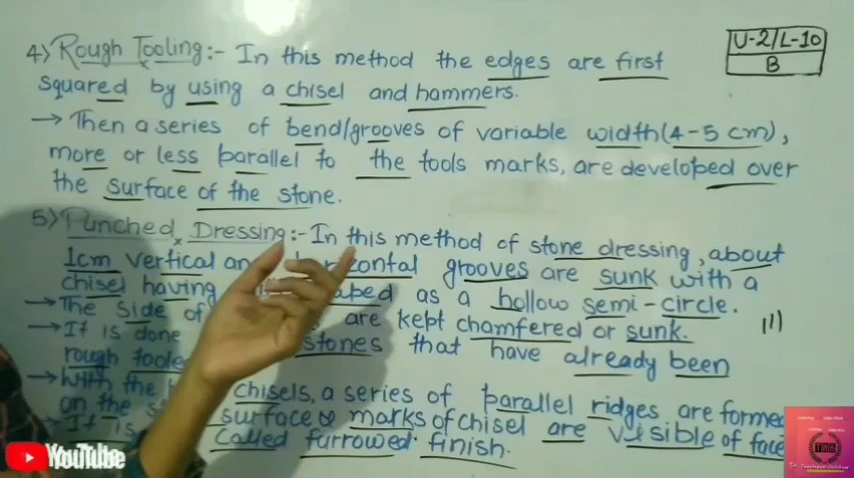 U-2/L-10
B
4) Rough Tooling :- In this method the edges are first
squared by using a chisel and hammers.
→ Then a series of bend/grooves of variable width (4-5 cm),
more or less parallel to the tools marks, are developed over
the surface of the stone.
5) Punched Dressing :- In this method of stone dressing, about
1cm vertical an horizontal grooves are sunk with a
chisel having as a hollow semi-circle.
→ The side of are kept chamfered or sunk.
→ It is done stones that have already been
rough
→ With the chisels, a series of parallel ridges are formed
on the surface & marks of chisel are visible of face
→ It is called furrowed finish.
YouTube